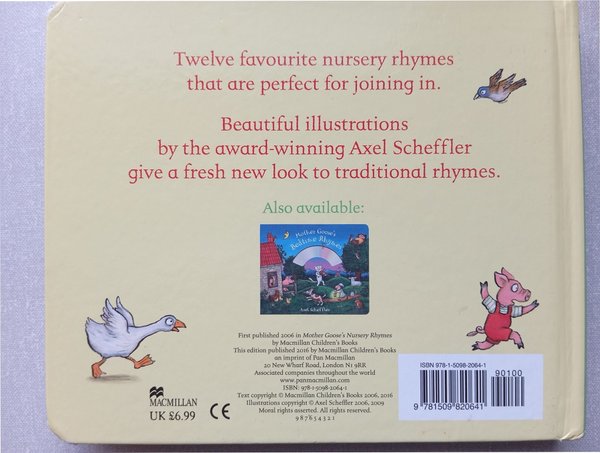 Twelve favourite nursery rhymes
that are perfect for joining in.
Beautiful illustrations
by the award-winning Axel Scheffler
give a fresh new look to traditional rhymes.
Also available:
Mother Goose's
Bedtime Rhymes
Axel Scheffler
First published 2006 in Mother Goose's Nursery Rhymes
by Macmillan Children's Books
This edition published 2016 by Macmillan Children's Books
an imprint of Pan Macmillan
20 New Wharf Road, London N1 9RR
Associated companies throughout the world
www.panmacmillan.com
ISBN: 978-1-5098-2064-1
Text copyright © Macmillan Children's Books 2006, 2016
Illustrations copyright © Axel Scheffler 2006, 2009
Moral rights asserted. All rights reserved.
987654321
MACMILLAN
UK £6.99
CE
ISBN 978-1-5098-2064-1
90100
9 781509 820641